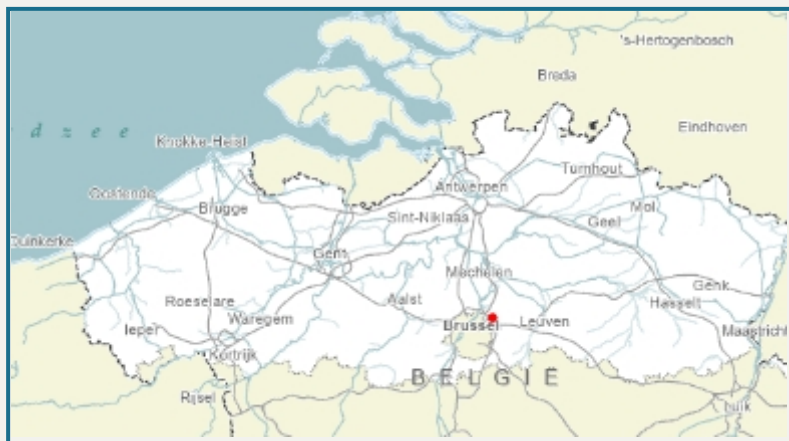 's-Hertogenbosch
Breda
Eindhoven
d z e e
Knokke-Heist
Turnhout
Antwerpen
Oostende
Brugge
Sint-Niklaas
Geel
Mol
Duinkerke
Gent
Mechelen
Genk
Roeselare
Aalst
Hasselt
Ieper
Waregem
Brussel
Leuven
Maastricht
Kortrijk
BELGIË
Rijsel
Luik